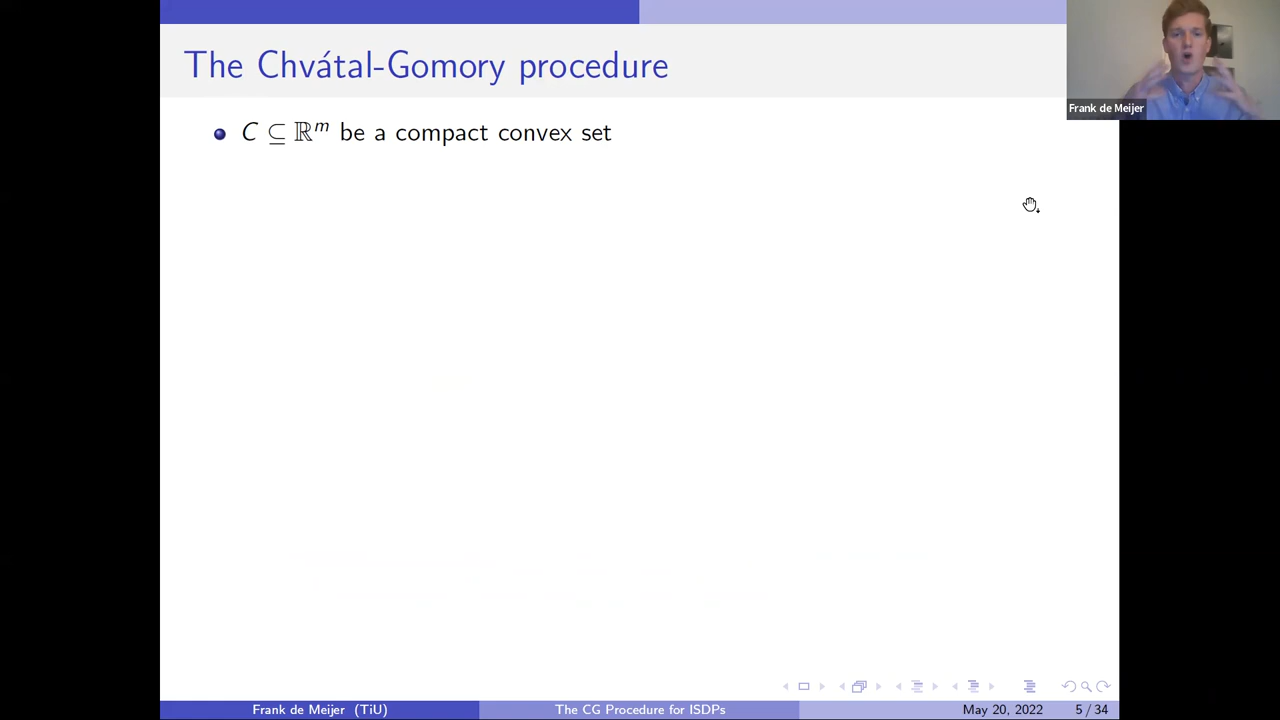 The Chvátal-Gomory procedure
Frank de Meijer
C ⊆ ℝᵐ be a compact convex set
Frank de Meijer (TiU)
The CG Procedure for ISDPs
May 20, 2022
5 / 34